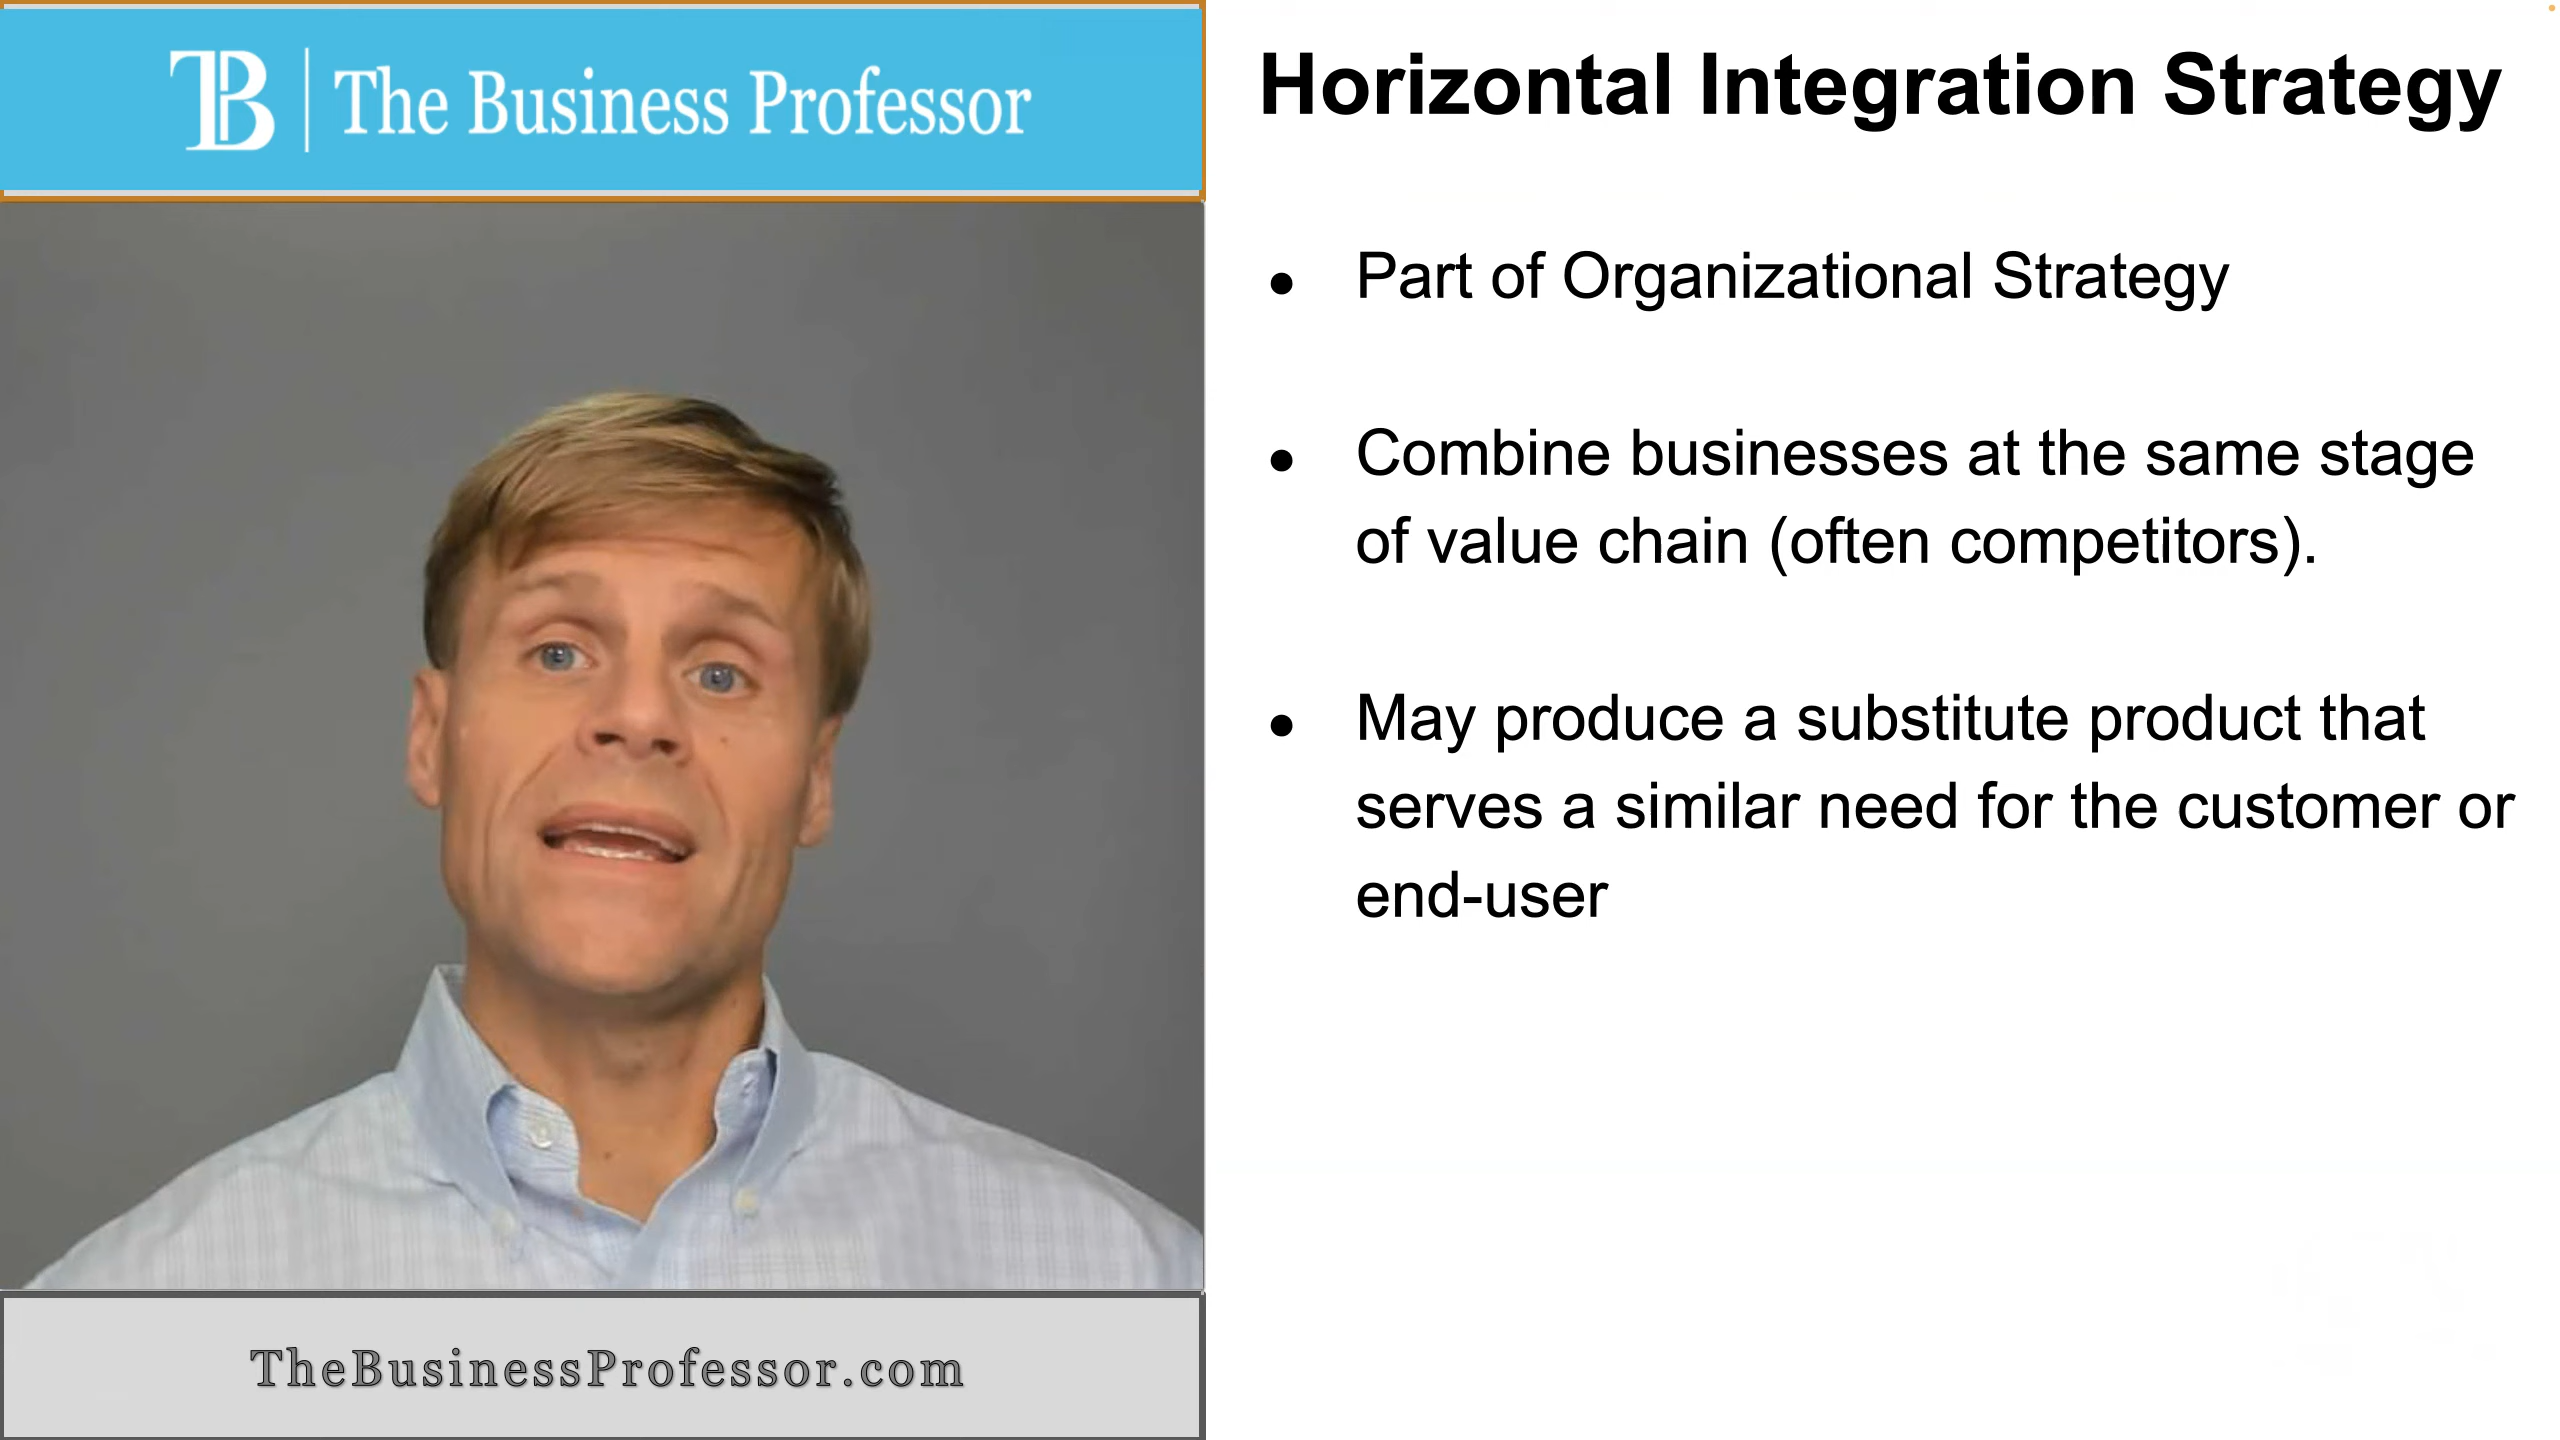 TB
The Business Professor
Horizontal Integration Strategy
● Part of Organizational Strategy
● Combine businesses at the same stage
of value chain (often competitors).
● May produce a substitute product that
serves a similar need for the customer or
end-user
TheBusinessProfessor.com